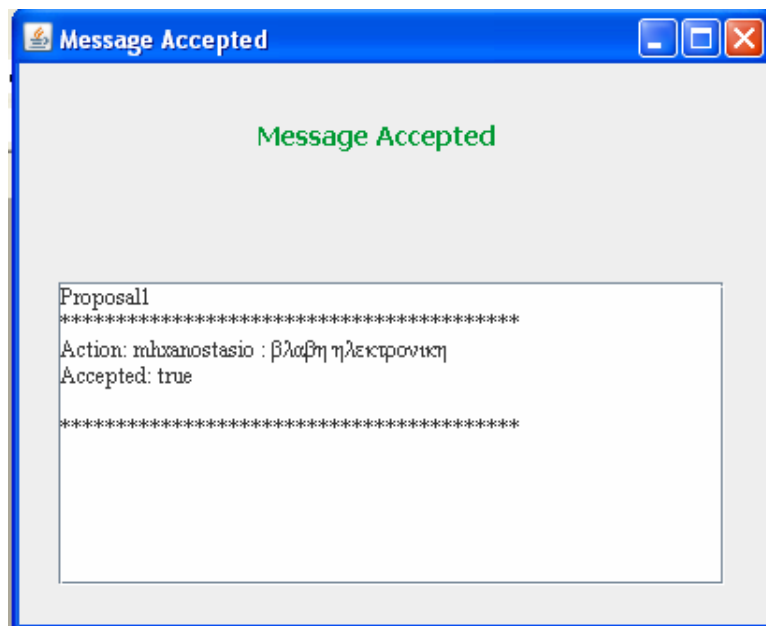 Message Accepted
Message Accepted
Proposal1
*****************************************
Action: mhxanostasio : βλαβη ηλεκτρονικη
Accepted: true
*****************************************